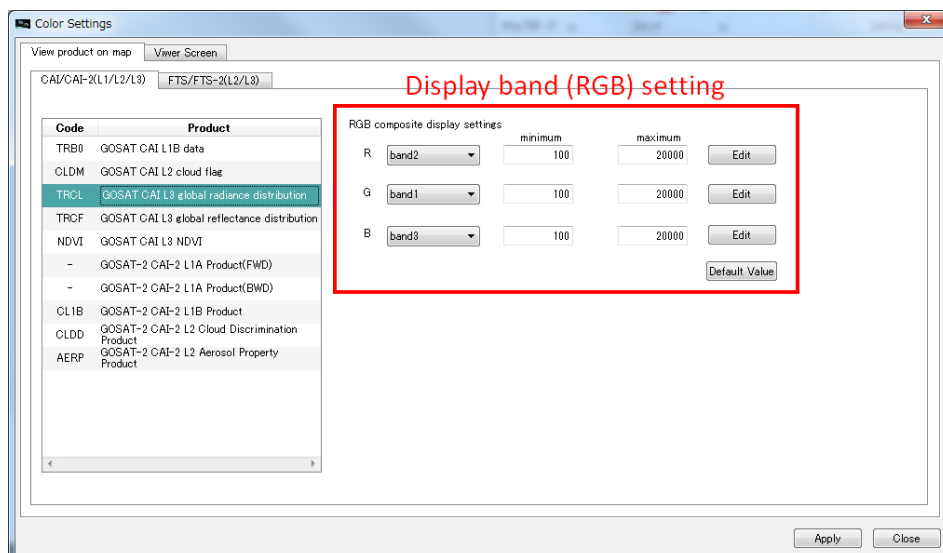 Color Settings
View product on map
Viwer Screen
CAI/CAI-2(L1/L2/L3)
FTS/FTS-2(L2/L3)
Display band (RGB) setting
Code Product
TRB0 GOSAT CAI L1B data
CLDM GOSAT CAI L2 cloud flag
TRCL GOSAT CAI L3 global radiance distribution
TRCF GOSAT CAI L3 global reflectance distribution
NDVI GOSAT CAI L3 NDVI
- GOSAT-2 CAI-2 L1A Product(FWD)
- GOSAT-2 CAI-2 L1A Product(BWD)
CL1B GOSAT-2 CAI-2 L1B Product
CLDD GOSAT-2 CAI-2 L2 Cloud Discrimination
Product
AERP GOSAT-2 CAI-2 L2 Aerosol Property
Product
RGB composite display settings
minimum maximum
R band2 100 20000 Edit
G band1 100 20000 Edit
B band3 100 20000 Edit
Default Value
Apply Close